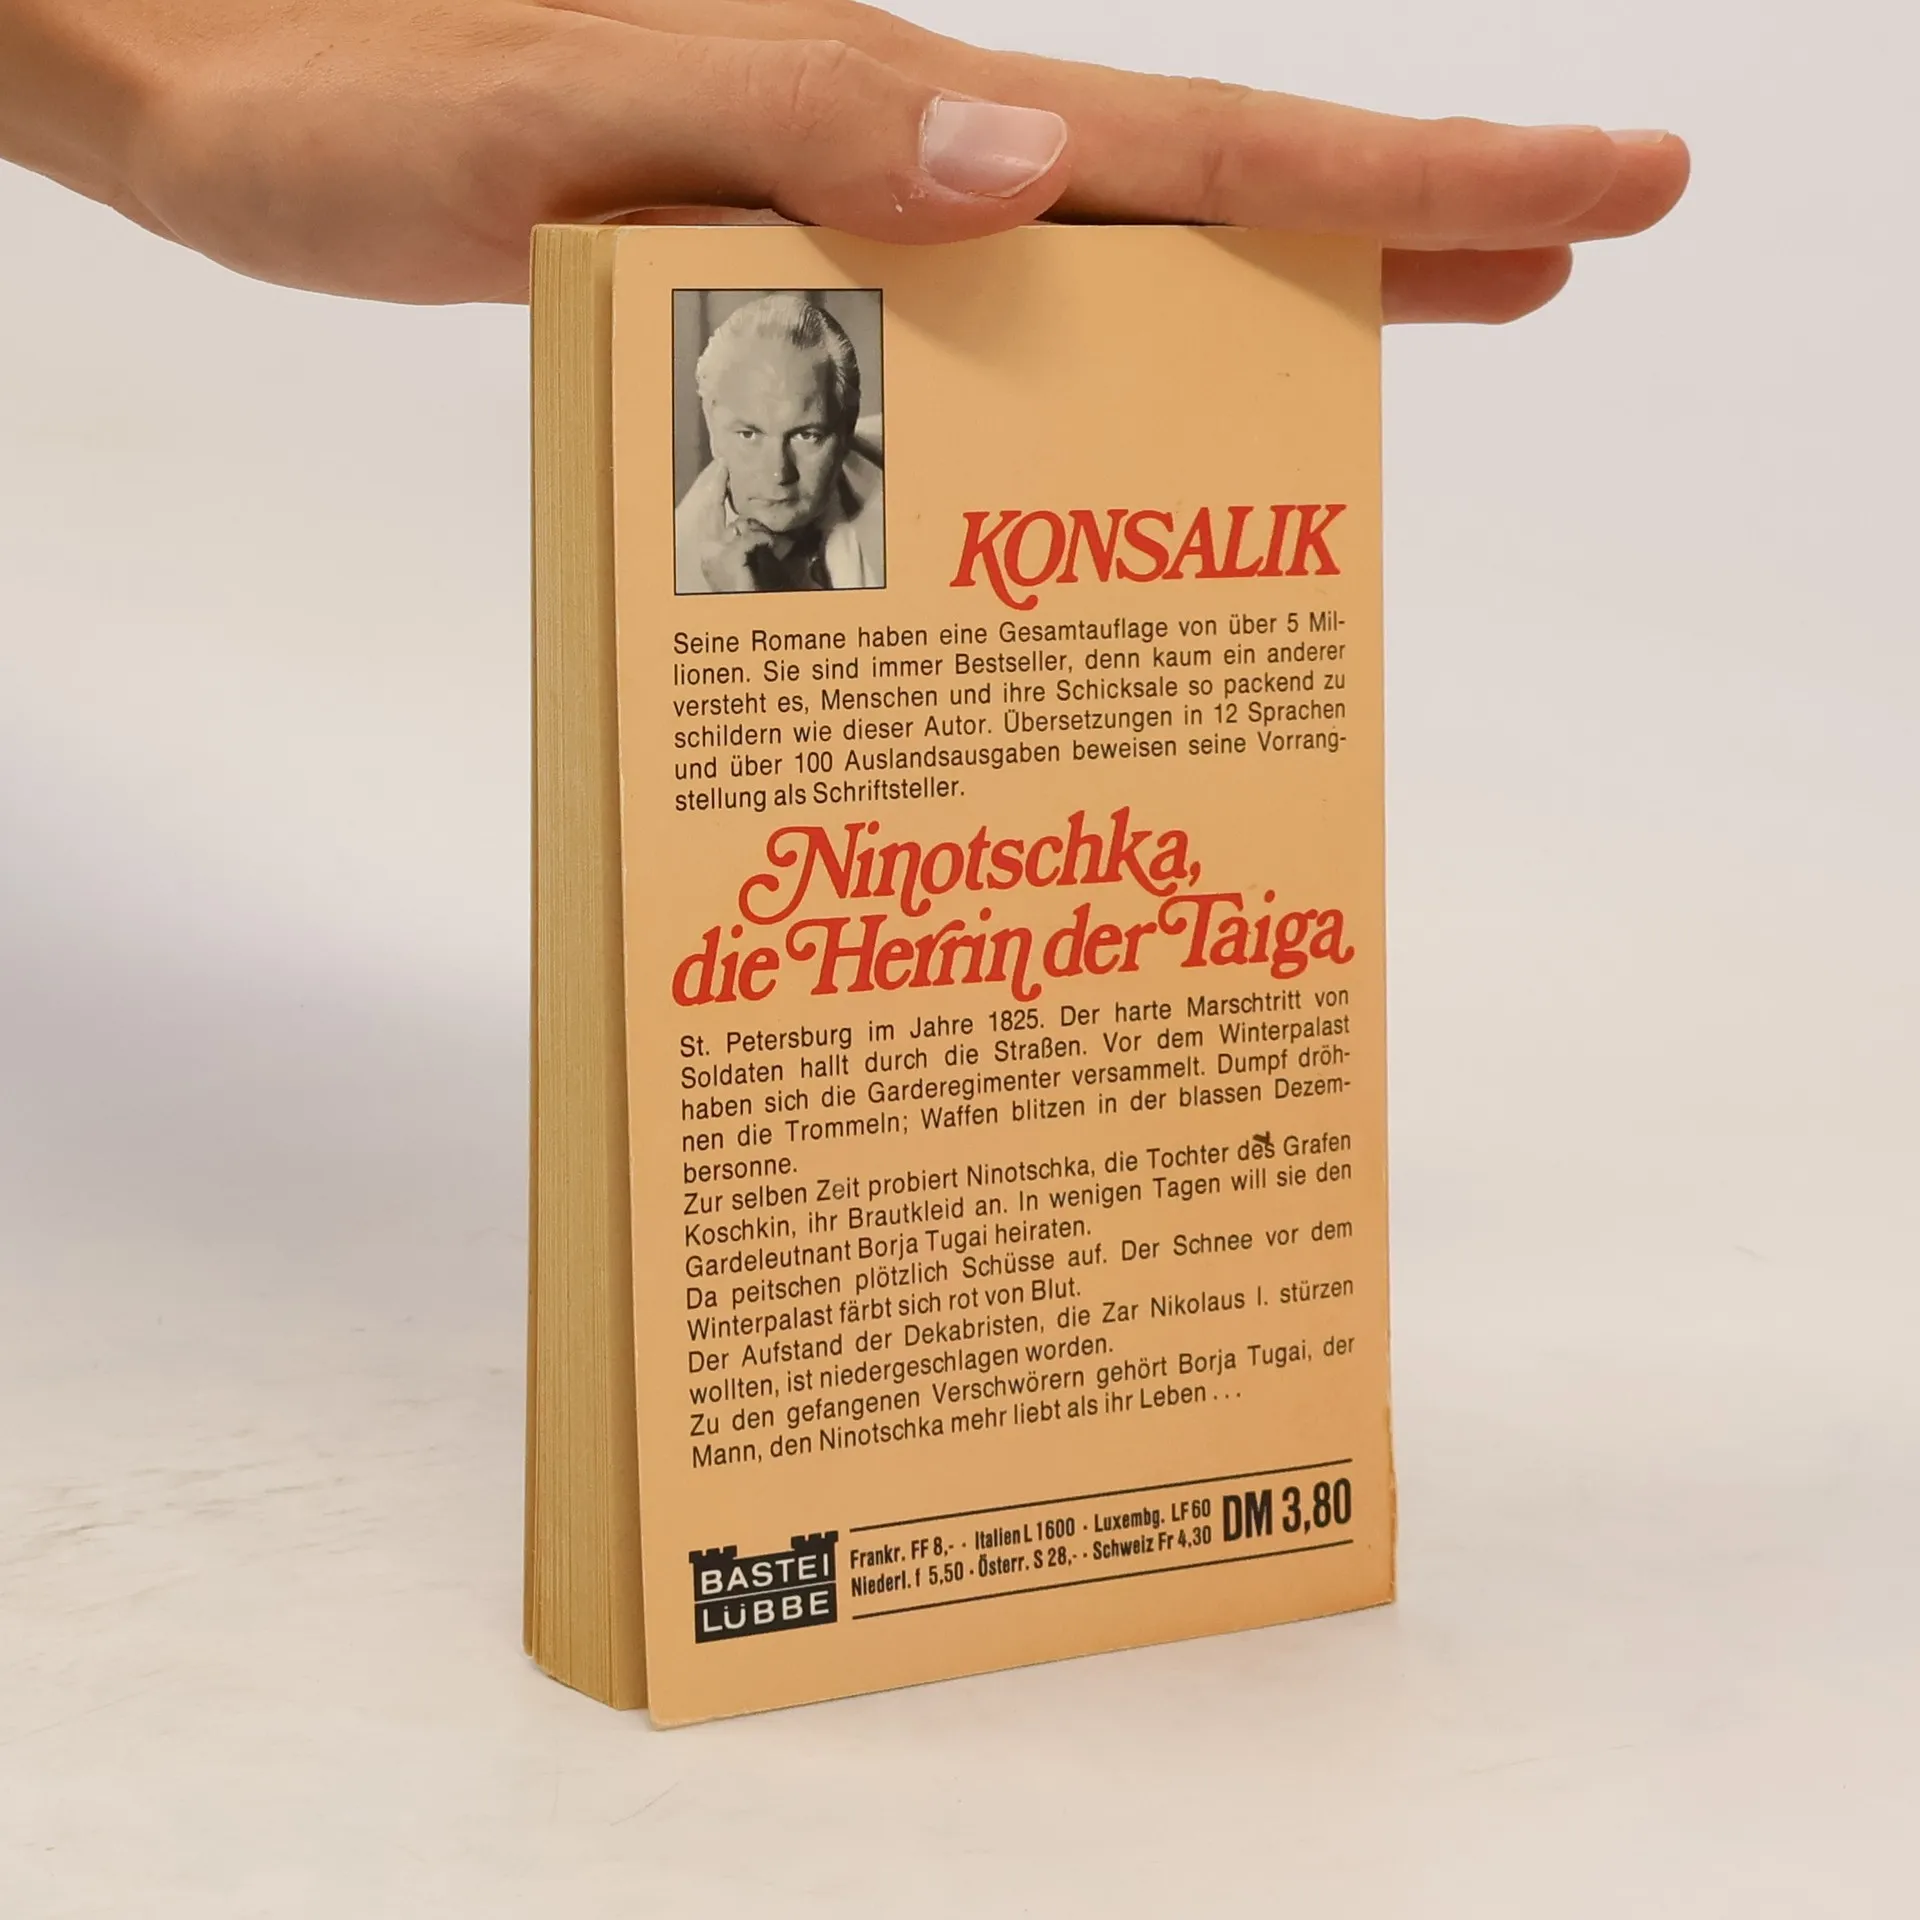 KONSALIK
Seine Romane haben eine Gesamtauflage von über 5 Mil-
lionen. Sie sind immer Bestseller, denn kaum ein anderer
versteht es, Menschen und ihre Schicksale so packend zu
schildern wie dieser Autor. Übersetzungen in 12 Sprachen
und über 100 Auslandsausgaben beweisen seine Vorrang-
stellung als Schriftsteller.
Ninotschka,
die Herrin der Taiga
St. Petersburg im Jahre 1825. Der harte Marschtritt von
Soldaten hallt durch die Straßen. Vor dem Winterpalast
haben sich die Garderegimenter versammelt. Dumpf dröh-
nen die Trommeln; Waffen blitzen in der blassen Dezem-
bersonne.
Zur selben Zeit probiert Ninotschka, die Tochter des Grafen
Koschkin, ihr Brautkleid an. In wenigen Tagen will sie den
Gardeleutnant Borja Tugai heiraten.
Da peitschen plötzlich Schüsse auf. Der Schnee vor dem
Winterpalast färbt sich rot von Blut.
Der Aufstand der Dekabristen, die Zar Nikolaus I. stürzen
wollten, ist niedergeschlagen worden.
Zu den gefangenen Verschwörern gehört Borja Tugai, der
Mann, den Ninotschka mehr liebt als ihr Leben . . .
BASTEI
LÜBBE
Frankr. FF 8,- · Italien L 1600 · Luxembg. LF 60
Niederl. f 5,50 · Österr. S 28,- · Schweiz Fr 4,30
DM 3,80